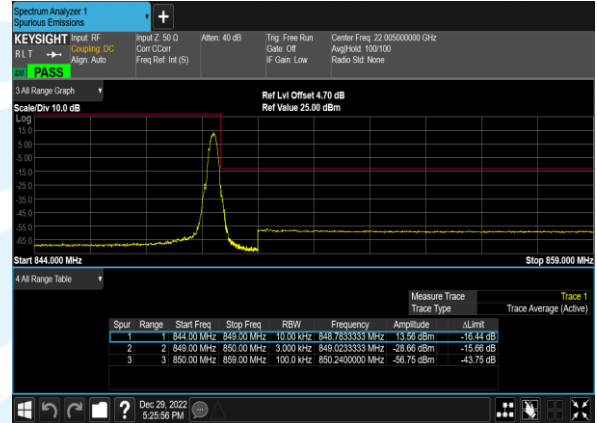 Spectrum Analyzer 1
Spurious Emissions
+
KEYSIGHT Input: RF Input Z: 50 Ω Atten: 40 dB Trig: Free Run Center Freq: 22.005000000 GHz
RLT Coupling: DC Corr CCorr Gate: Off Avg|Hold: 100/100
Align: Auto Freq Ref: Int (S) IF Gain: Low Radio Std: None
LW PASS
3 All Range Graph
Ref Lvl Offset 4.70 dB
Scale/Div 10.0 dB Ref Value 25.00 dBm
Log
15.0
5.00
-5.00
-15.0
-25.0
-35.0
-45.0
-55.0
-65.0
Start 844.000 MHz Stop 859.000 MHz
4 All Range Table
Measure Trace Trace 1
Trace Type Trace Average (Active)
Spur Range Start Freq Stop Freq RBW Frequency Amplitude ΔLimit
1 1 844.00 MHz 849.00 MHz 10.00 kHz 848.7833333 MHz 13.56 dBm -16.44 dB
2 2 849.00 MHz 850.00 MHz 3.000 kHz 849.0233333 MHz -28.66 dBm -15.66 dB
3 3 850.00 MHz 859.00 MHz 100.0 kHz 850.2400000 MHz -56.75 dBm -43.75 dB
? Dec 29, 2022
5:25:56 PM